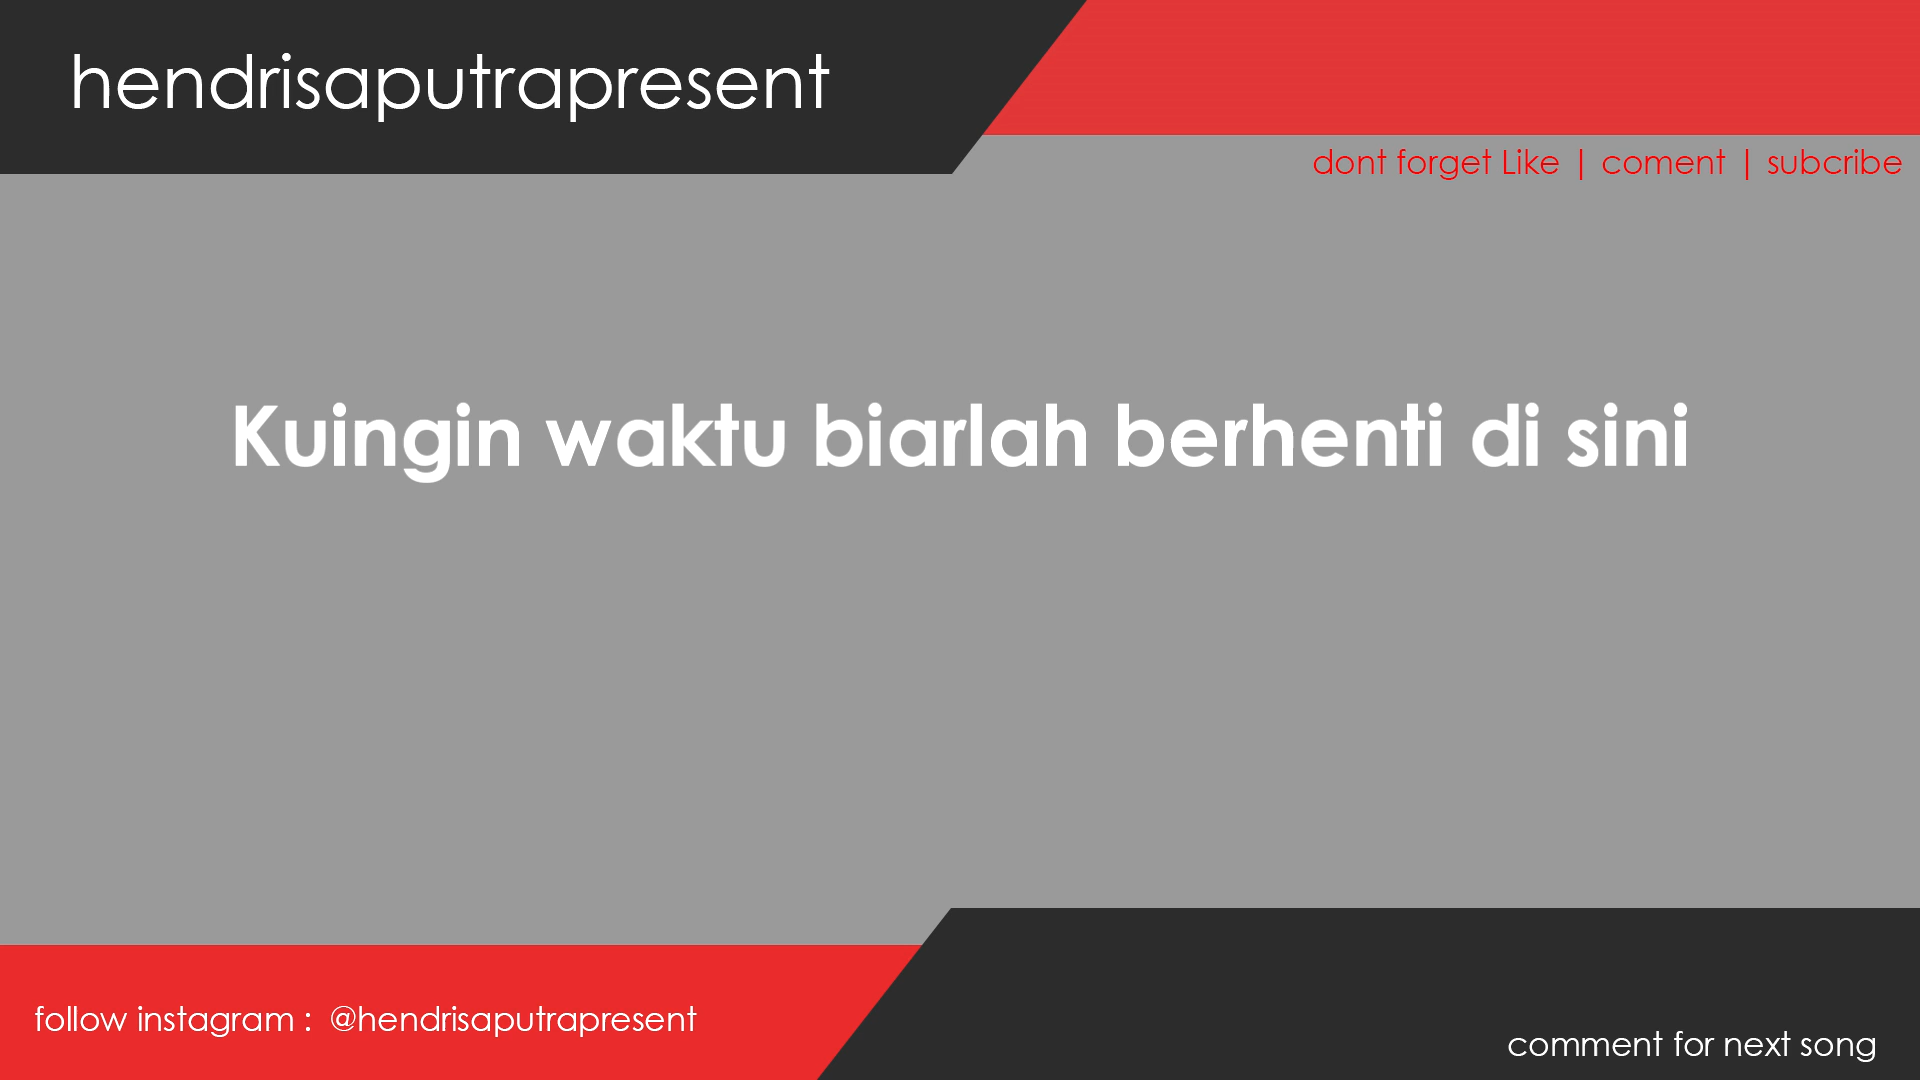 hendrisaputrapresent
dont forget Like | coment | subcribe
Kuingin waktu biarlah berhenti di sini
follow instagram : @hendrisaputrapresent
comment for next song